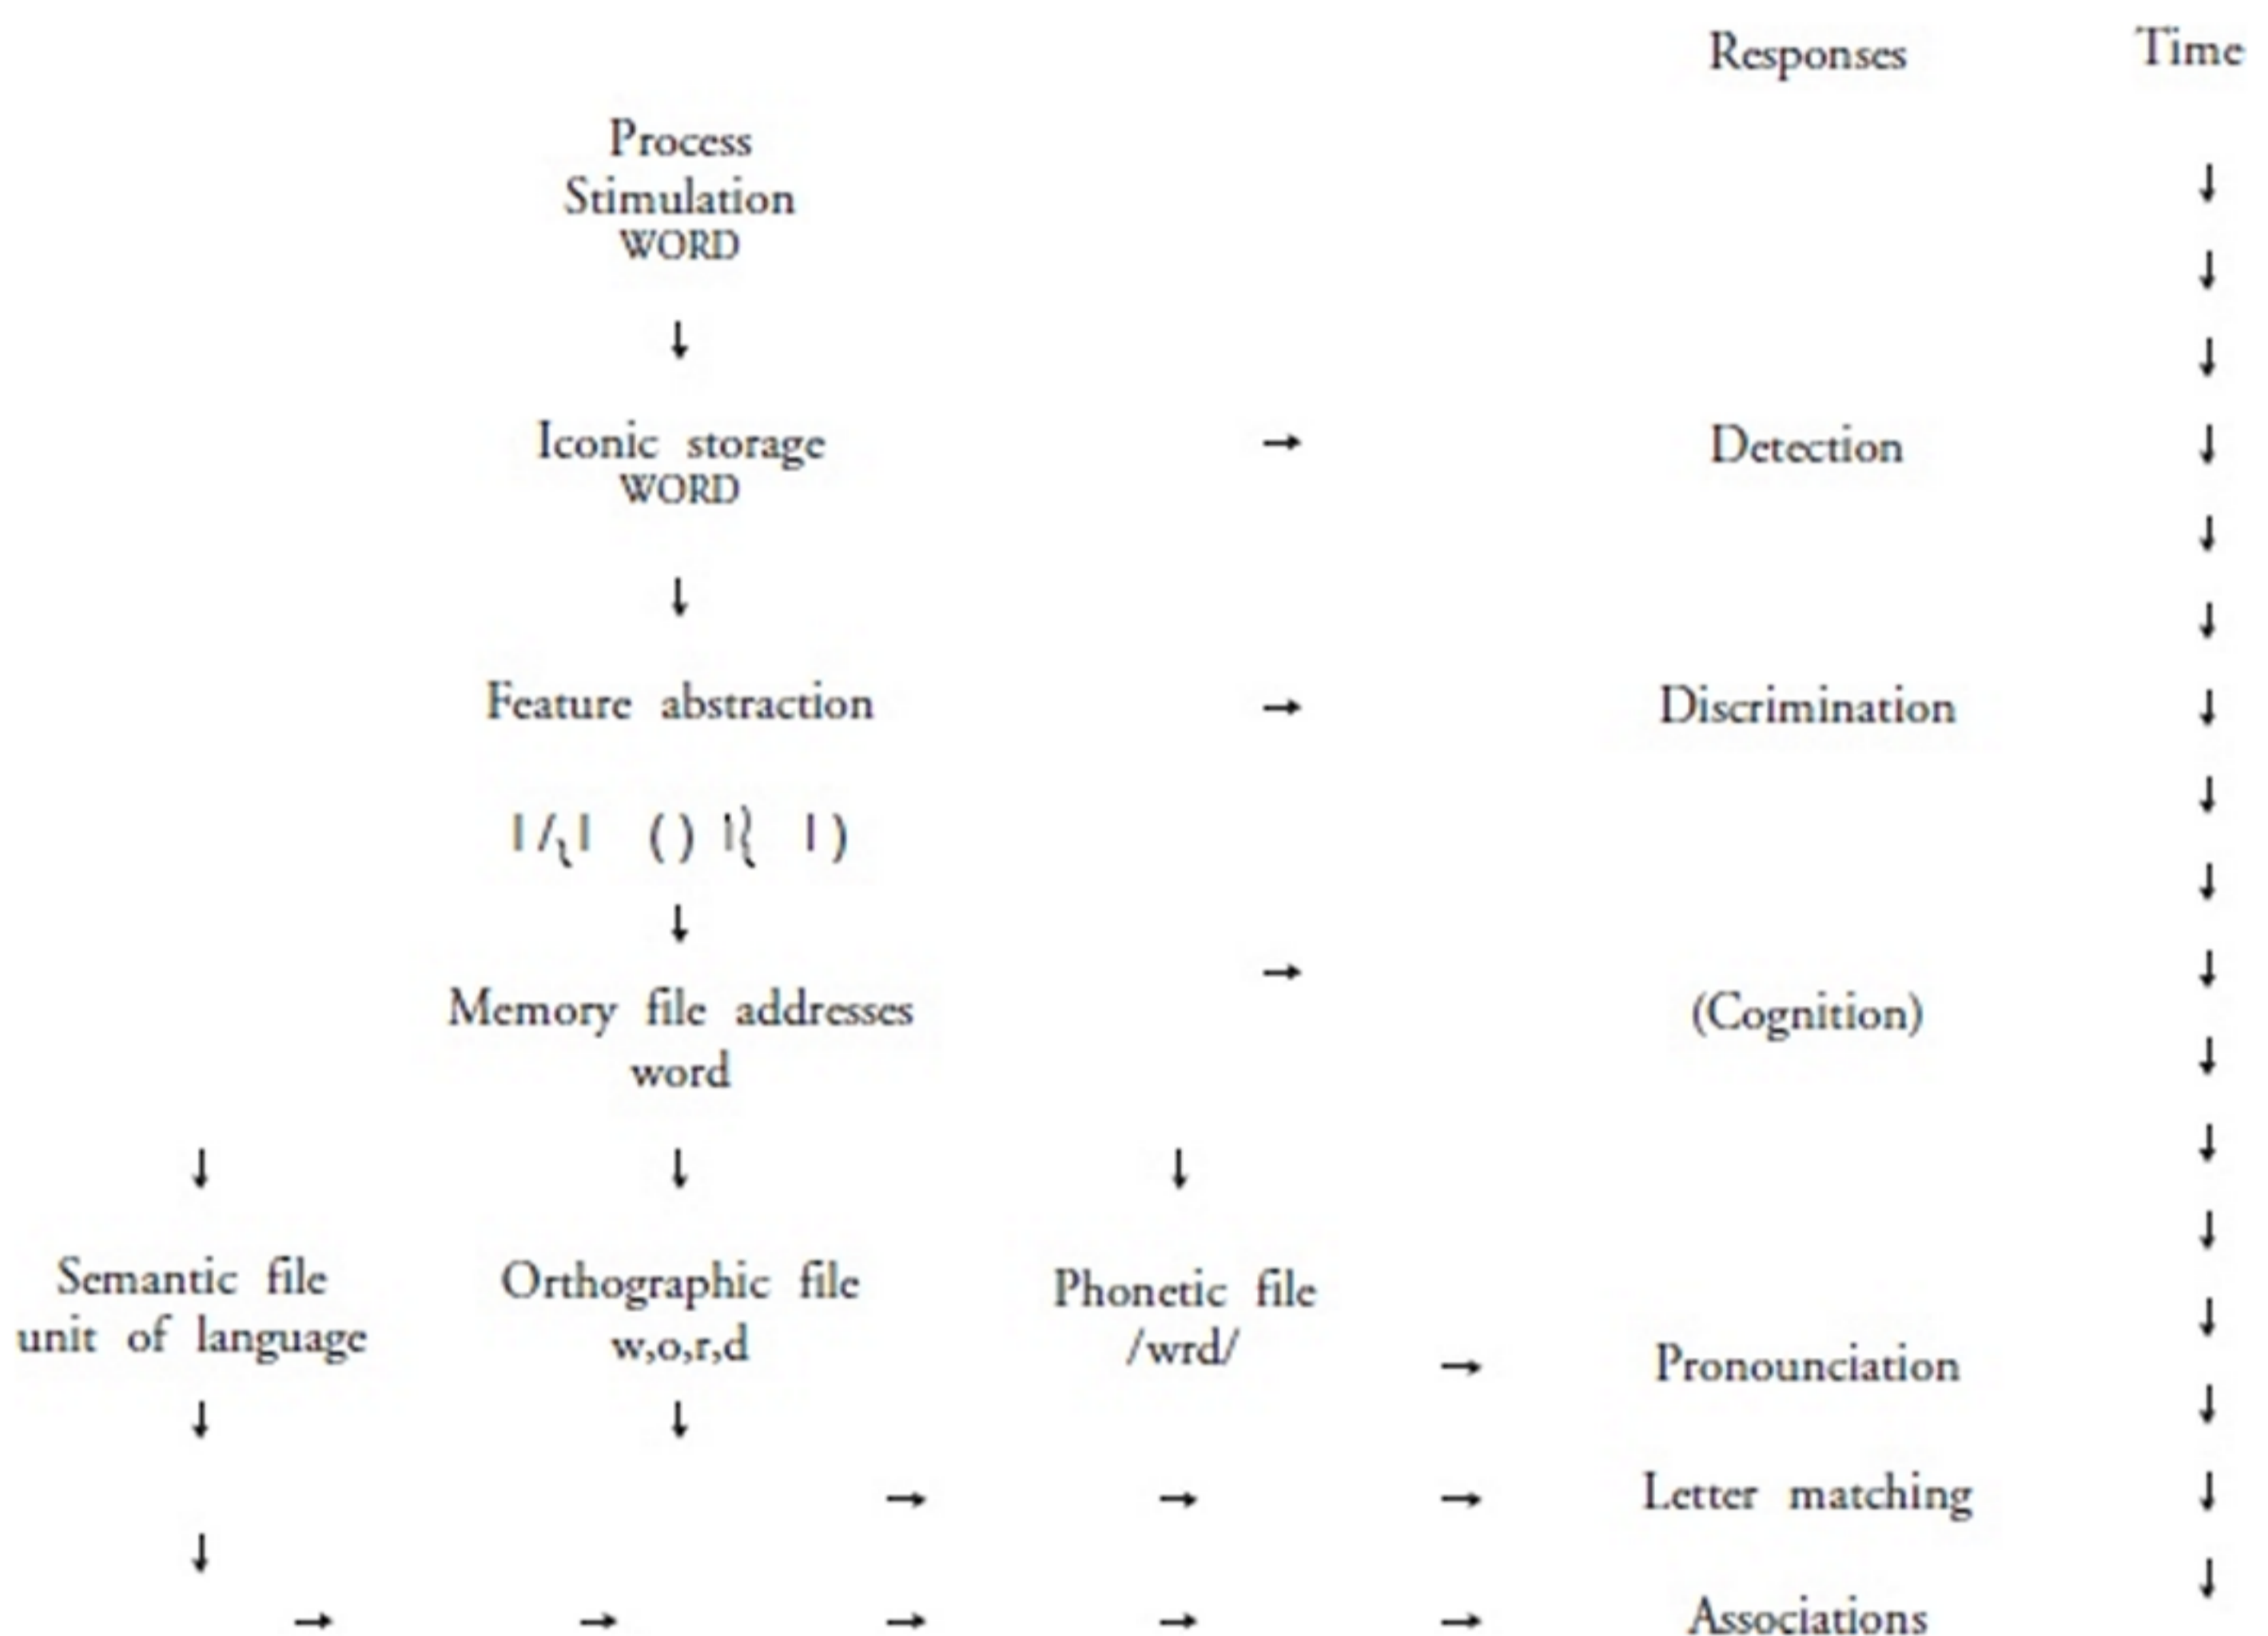 Responses Time
Process
Stimulation
WORD
Iconic storage → Detection
WORD
Feature abstraction → Discrimination
Memory file addresses → (Cognition)
word
Semantic file Orthographic file Phonetic file
unit of language w,o,r,d /wrd/
→ Pronounciation
→ → → Letter matching
→ → → → → Associations